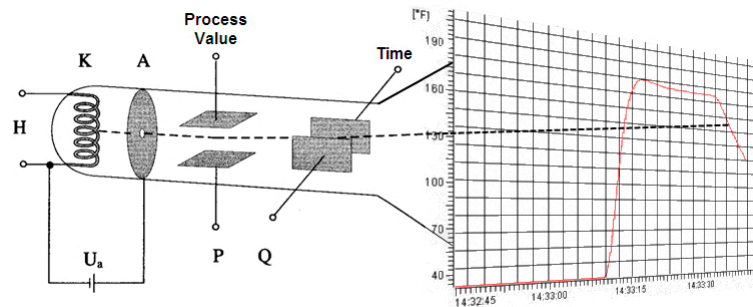 Process
Value
[°F]
K
A
Time
190
160
H
130
100
P
Q
70
Uₐ
40
14:32:45
14:33:00
14:33:15
14:33:30